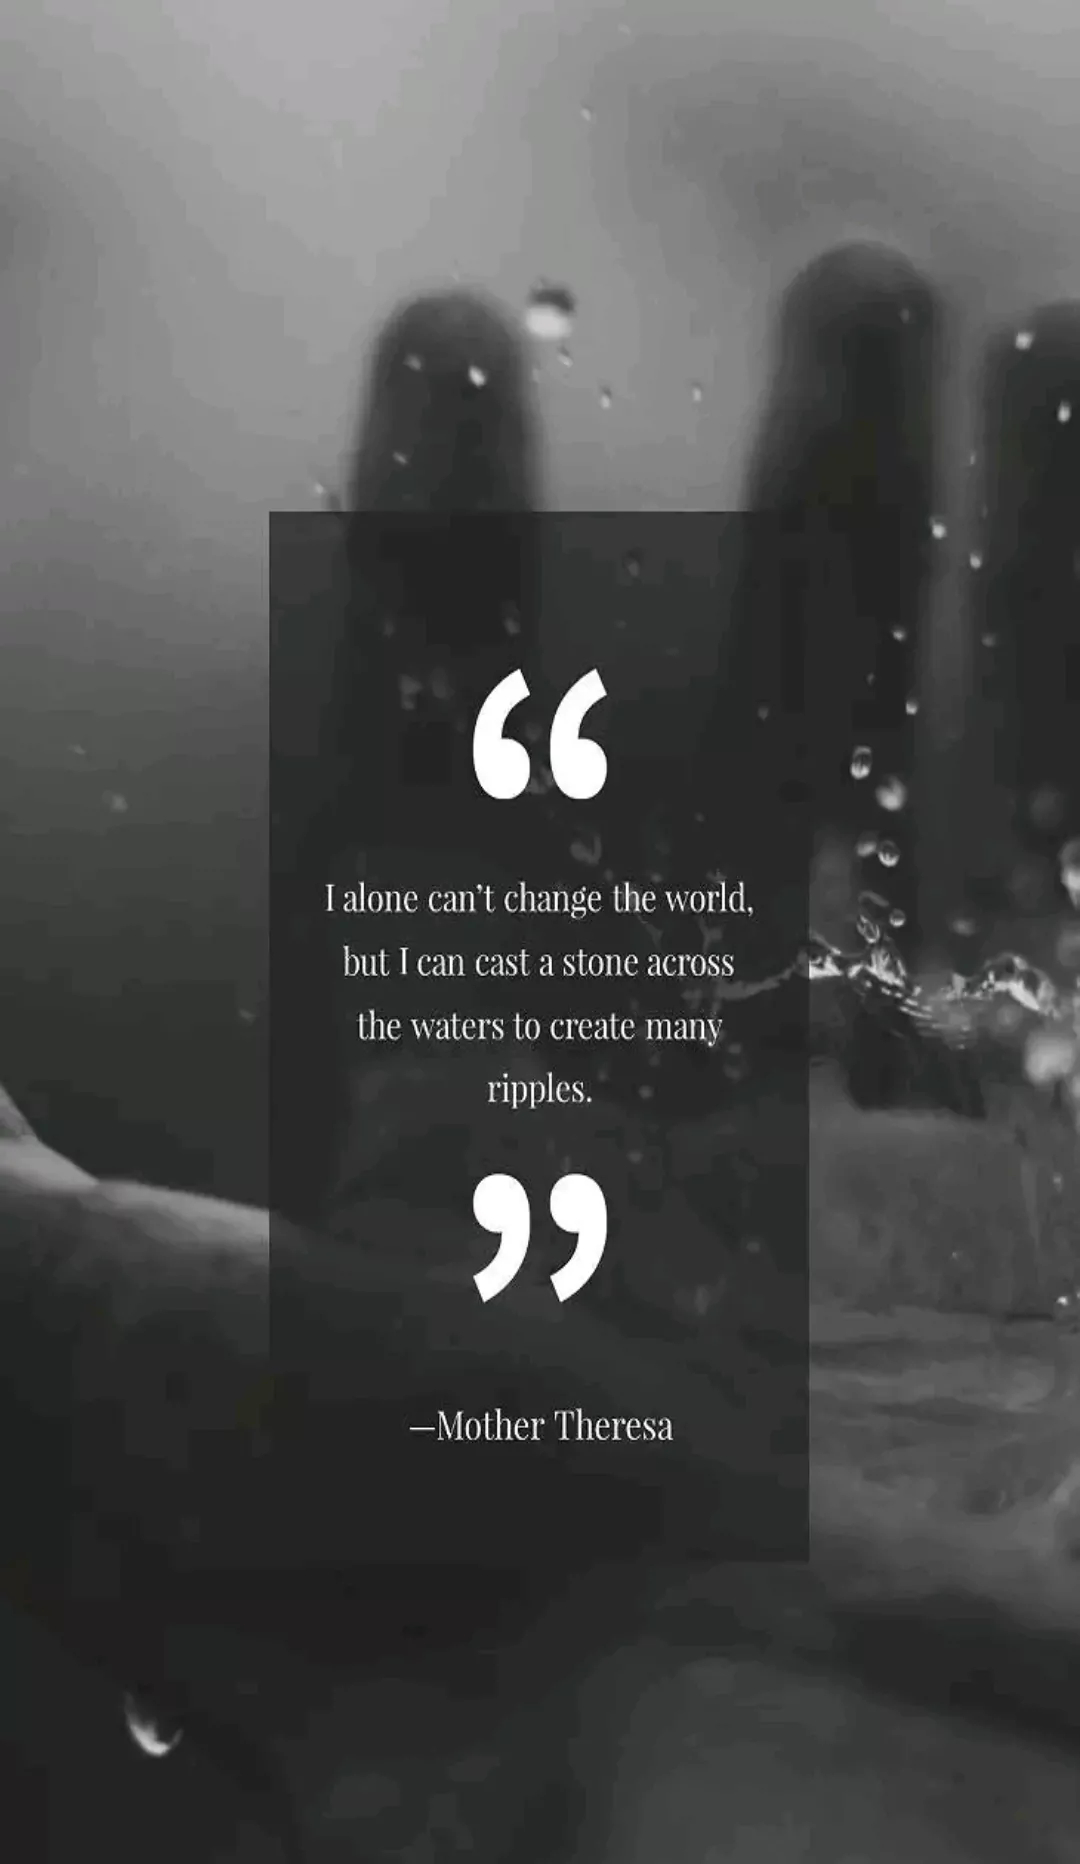 “
I alone can’t change the world,
but I can cast a stone across
the waters to create many
ripples.
”
—Mother Theresa